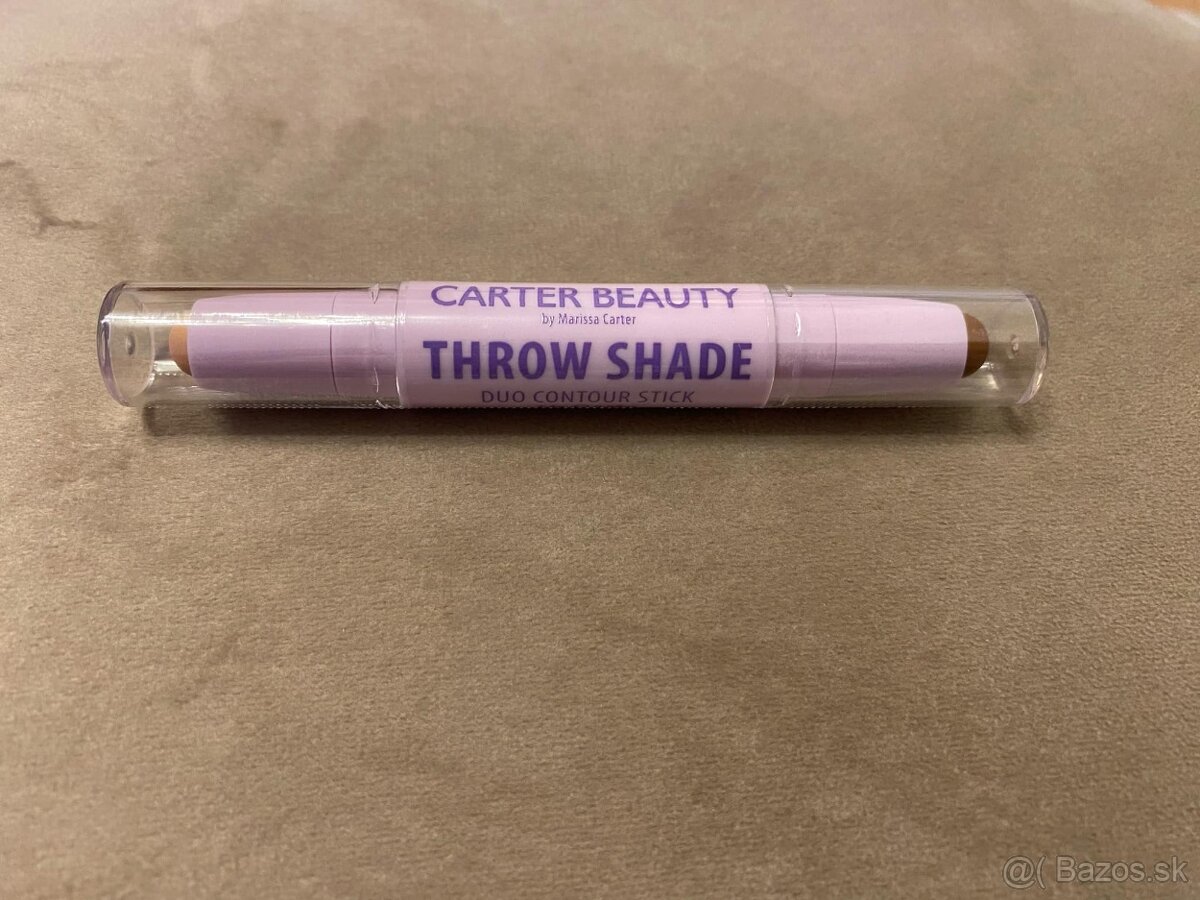 CARTER BEAUTY
by Marissa Carter
THROW SHADE
DUO CONTOUR STICK
@( Bazos.sk